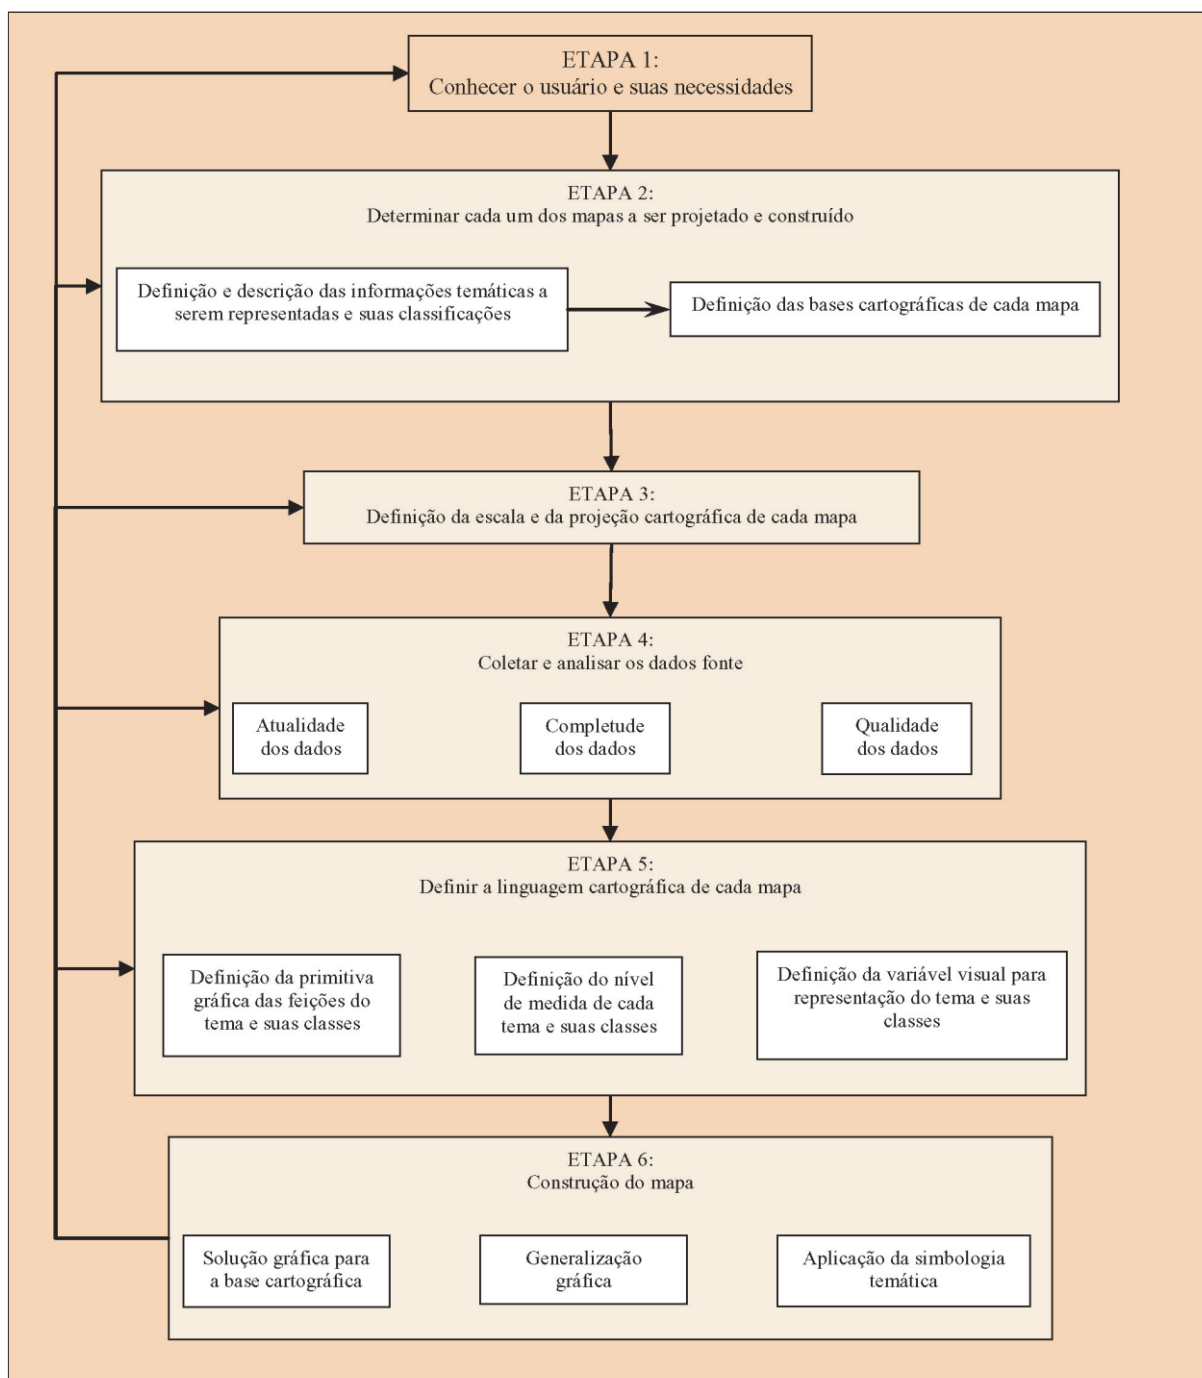 ETAPA 1:
Conhecer o usuário e suas necessidades
ETAPA 2:
Determinar cada um dos mapas a ser projetado e construído
Definição e descrição das informações temáticas a
serem representadas e suas classificações
Definição das bases cartográficas de cada mapa
ETAPA 3:
Definição da escala e da projeção cartográfica de cada mapa
ETAPA 4:
Coletar e analisar os dados fonte
Atualidade
dos dados
Completude
dos dados
Qualidade
dos dados
ETAPA 5:
Definir a linguagem cartográfica de cada mapa
Definição da primitiva
gráfica das feições do
tema e suas classes
Definição do nível
de medida de cada
tema e suas classes
Definição da variável visual para
representação do tema e suas
classes
ETAPA 6:
Construção do mapa
Solução gráfica para
a base cartográfica
Generalização
gráfica
Aplicação da simbologia
temática